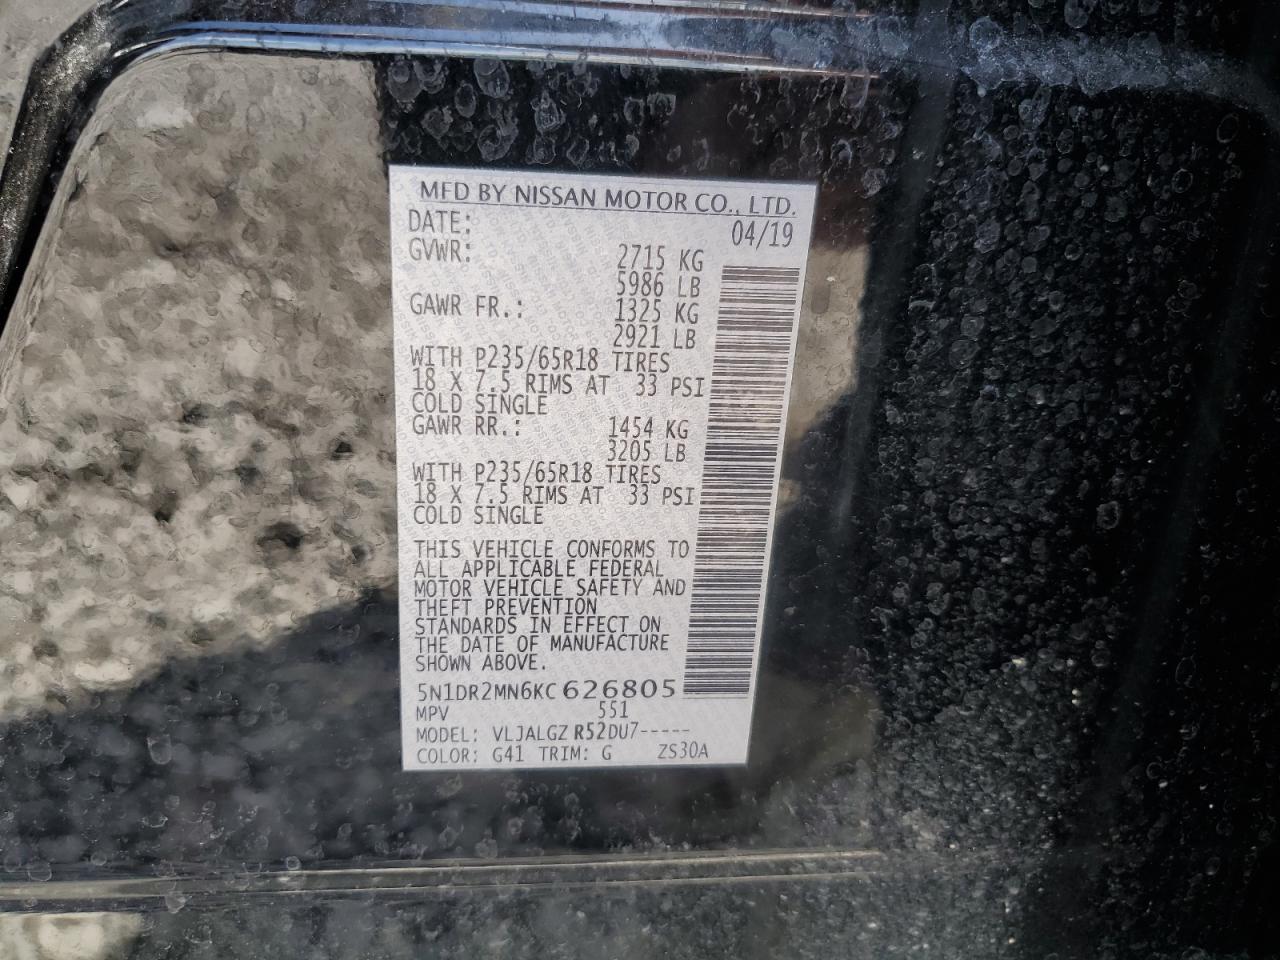 MFD BY NISSAN MOTOR CO., LTD.
DATE: 04/19
GVWR: 2715 KG
5986 LB
GAWR FR.: 1325 KG
2921 LB
WITH P235/65R18 TIRES
18 X 7.5 RIMS AT 33 PSI
COLD SINGLE
GAWR RR.: 1454 KG
3205 LB
WITH P235/65R18 TIRES
18 X 7.5 RIMS AT 33 PSI
COLD SINGLE
THIS VEHICLE CONFORMS TO
ALL APPLICABLE FEDERAL
MOTOR VEHICLE SAFETY AND
THEFT PREVENTION
STANDARDS IN EFFECT ON
THE DATE OF MANUFACTURE
SHOWN ABOVE.
5N1DR2MN6KC626805
MPV 551
MODEL: VLJALGZ R52DU7-----
COLOR: G41 TRIM: G ZS30A